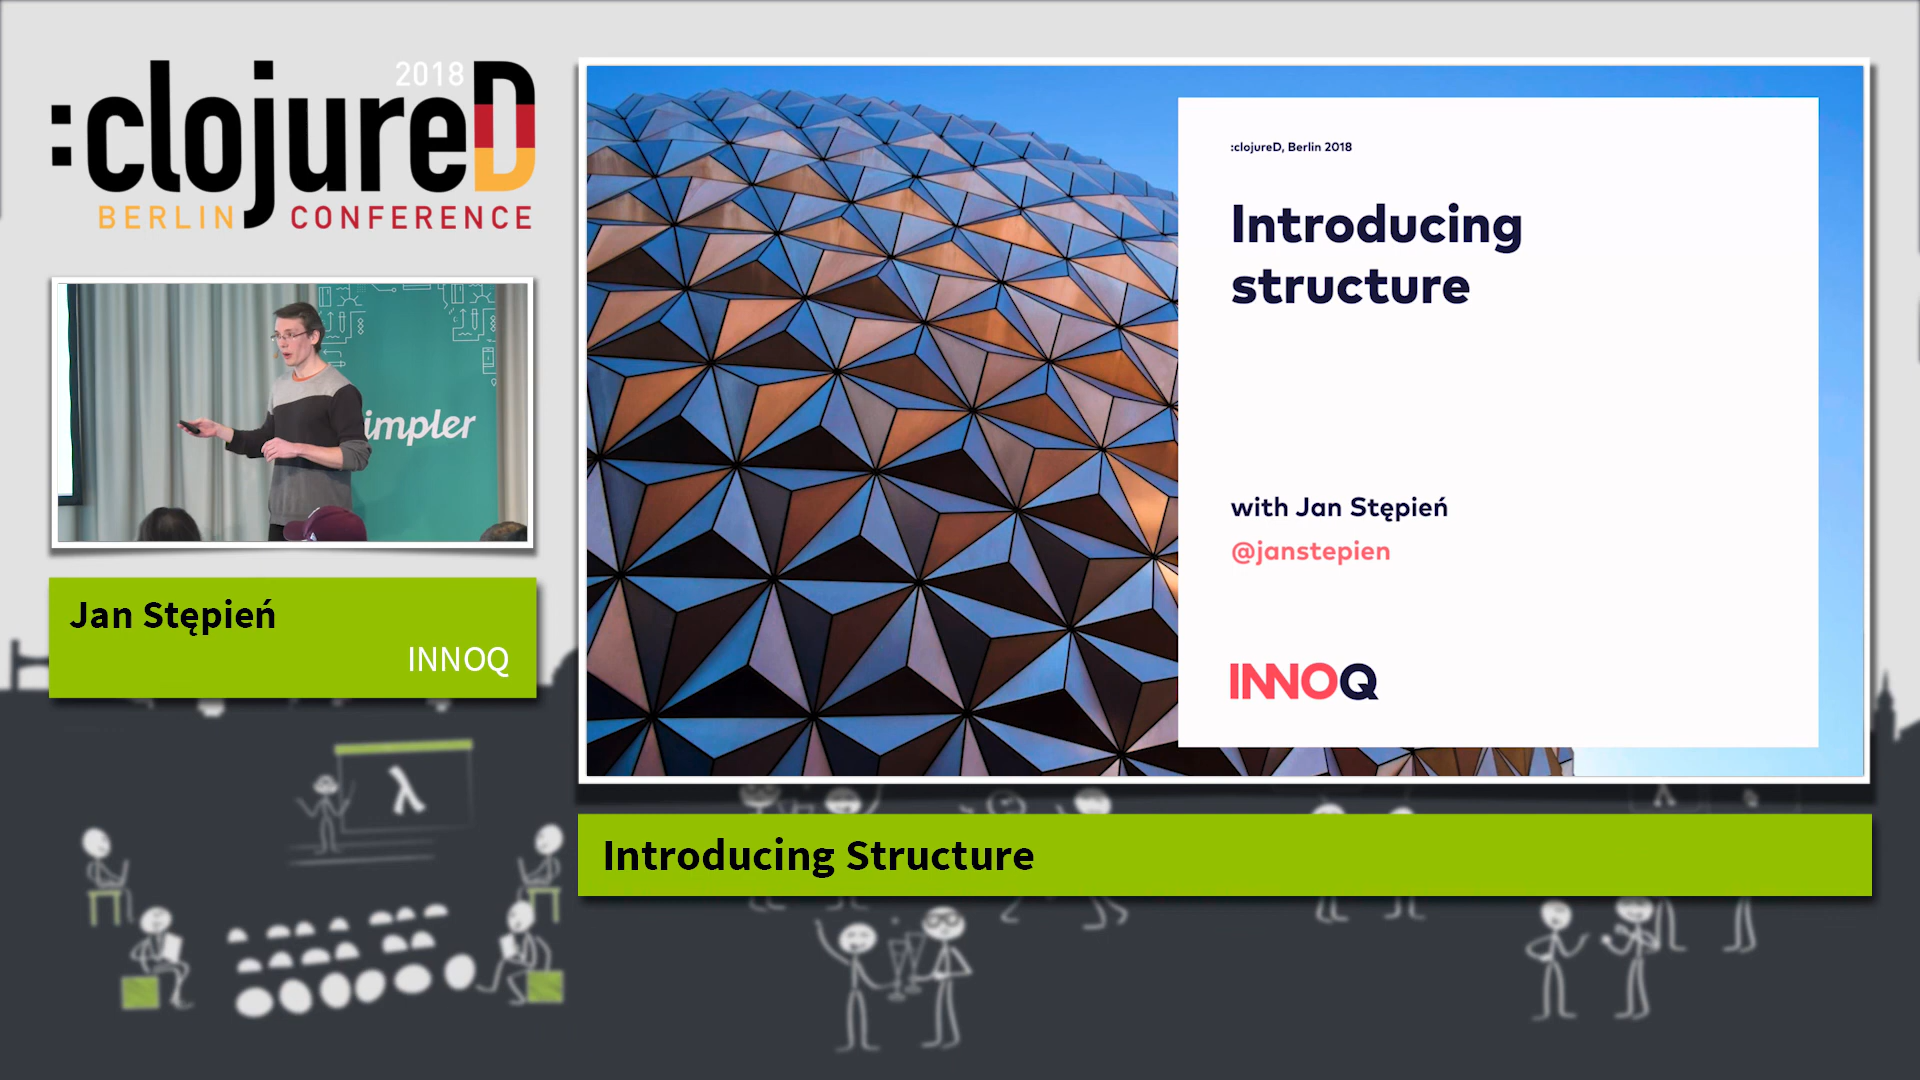 2018
:clojureD
BERLIN CONFERENCE
impler
Jan Stępień
INNOQ
:clojureD, Berlin 2018
Introducing
structure
with Jan Stępień
@janstepien
INNOQ
Introducing Structure
λ